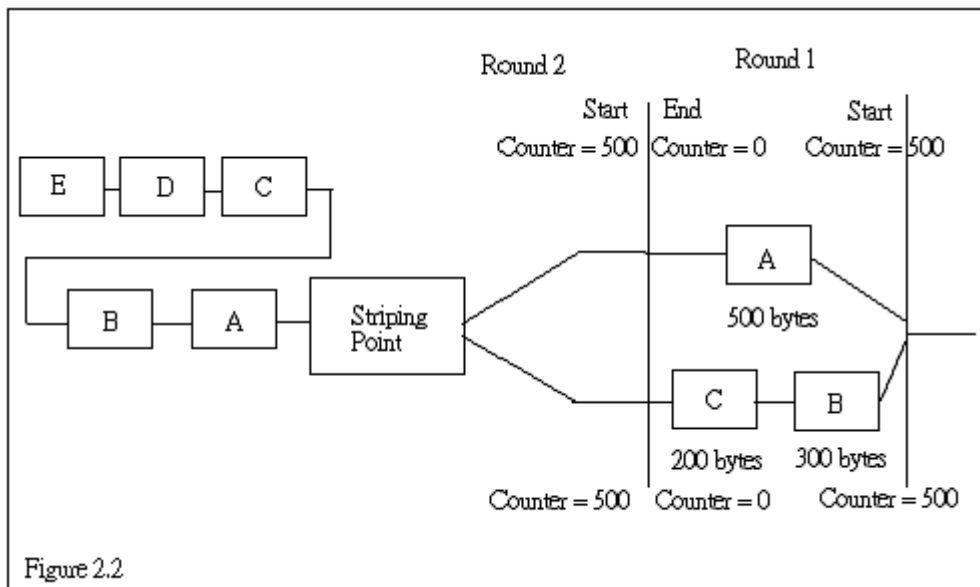 Round 2
Round 1
Start
End
Start
Counter = 500
Counter = 0
Counter = 500
E
D
C
A
B
A
Striping
Point
500 bytes
C
B
200 bytes
300 bytes
Counter = 500
Counter = 0
Counter = 500
Figure 2.2